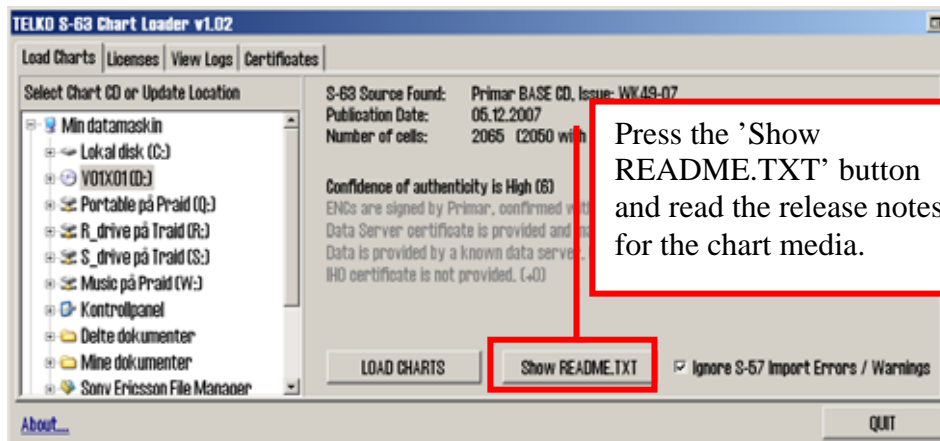 TELKO S-63 Chart Loader v1.02
Load Charts Licenses View Logs Certificates
Select Chart CD or Update Location
Min datamaskin
Lokal disk (C:)
V01X01 (D:)
Portable på Praid (Q:)
R_drive på Traid (R:)
S_drive på Traid (S:)
Music på Praid (W:)
Kontrollpanel
Delte dokumenter
Mine dokumenter
Sony Ericsson File Manager
S-63 Source Found: Primar BASE CD, Issue: WK49-07
Publication Date: 05.12.2007
Number of cells: 2065 (2050 with
Confidence of authenticity is High (6)
ENCs are signed by Primar, confirmed with
Data Server certificate is provided and
Data is provided by a known data server.
IHO certificate is not provided. (+0)
Press the ’Show
README.TXT’ button
and read the release notes
for the chart media.
LOAD CHARTS Show README.TXT Ignore S-57 Import Errors / Warnings
About... QUIT